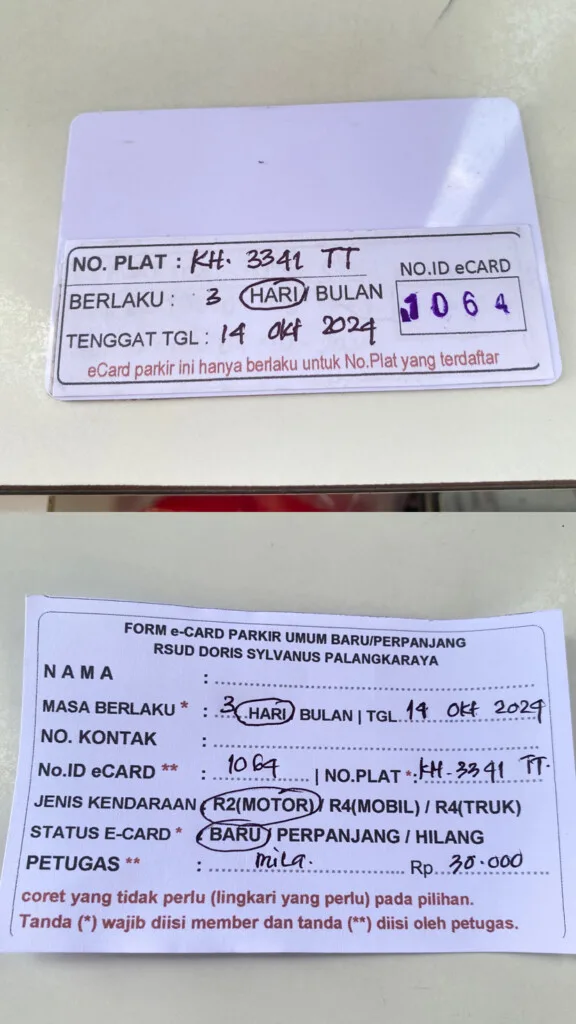 NO. PLAT : KH. 3341 TT
BERLAKU : 3 HARI / BULAN
TENGGAT TGL : 14 Okt 2024
NO.ID eCARD
1064
eCard parkir ini hanya berlaku untuk No.Plat yang terdaftar
FORM e-CARD PARKIR UMUM BARU/PERPANJANG
RSUD DORIS SYLVANUS PALANGKARAYA
NAMA :
MASA BERLAKU * : 3 HARI / BULAN | TGL. 14 Okt 2024
NO. KONTAK :
No.ID eCARD ** : 1064 | NO.PLAT *: KH-3341 TT.
JENIS KENDARAAN R2(MOTOR) / R4(MOBIL) / R4(TRUK)
STATUS E-CARD * BARU / PERPANJANG / HILANG
PETUGAS ** : mila. Rp. 30.000
coret yang tidak perlu (lingkari yang perlu) pada pilihan.
Tanda (*) wajib diisi member dan tanda (**) diisi oleh petugas.